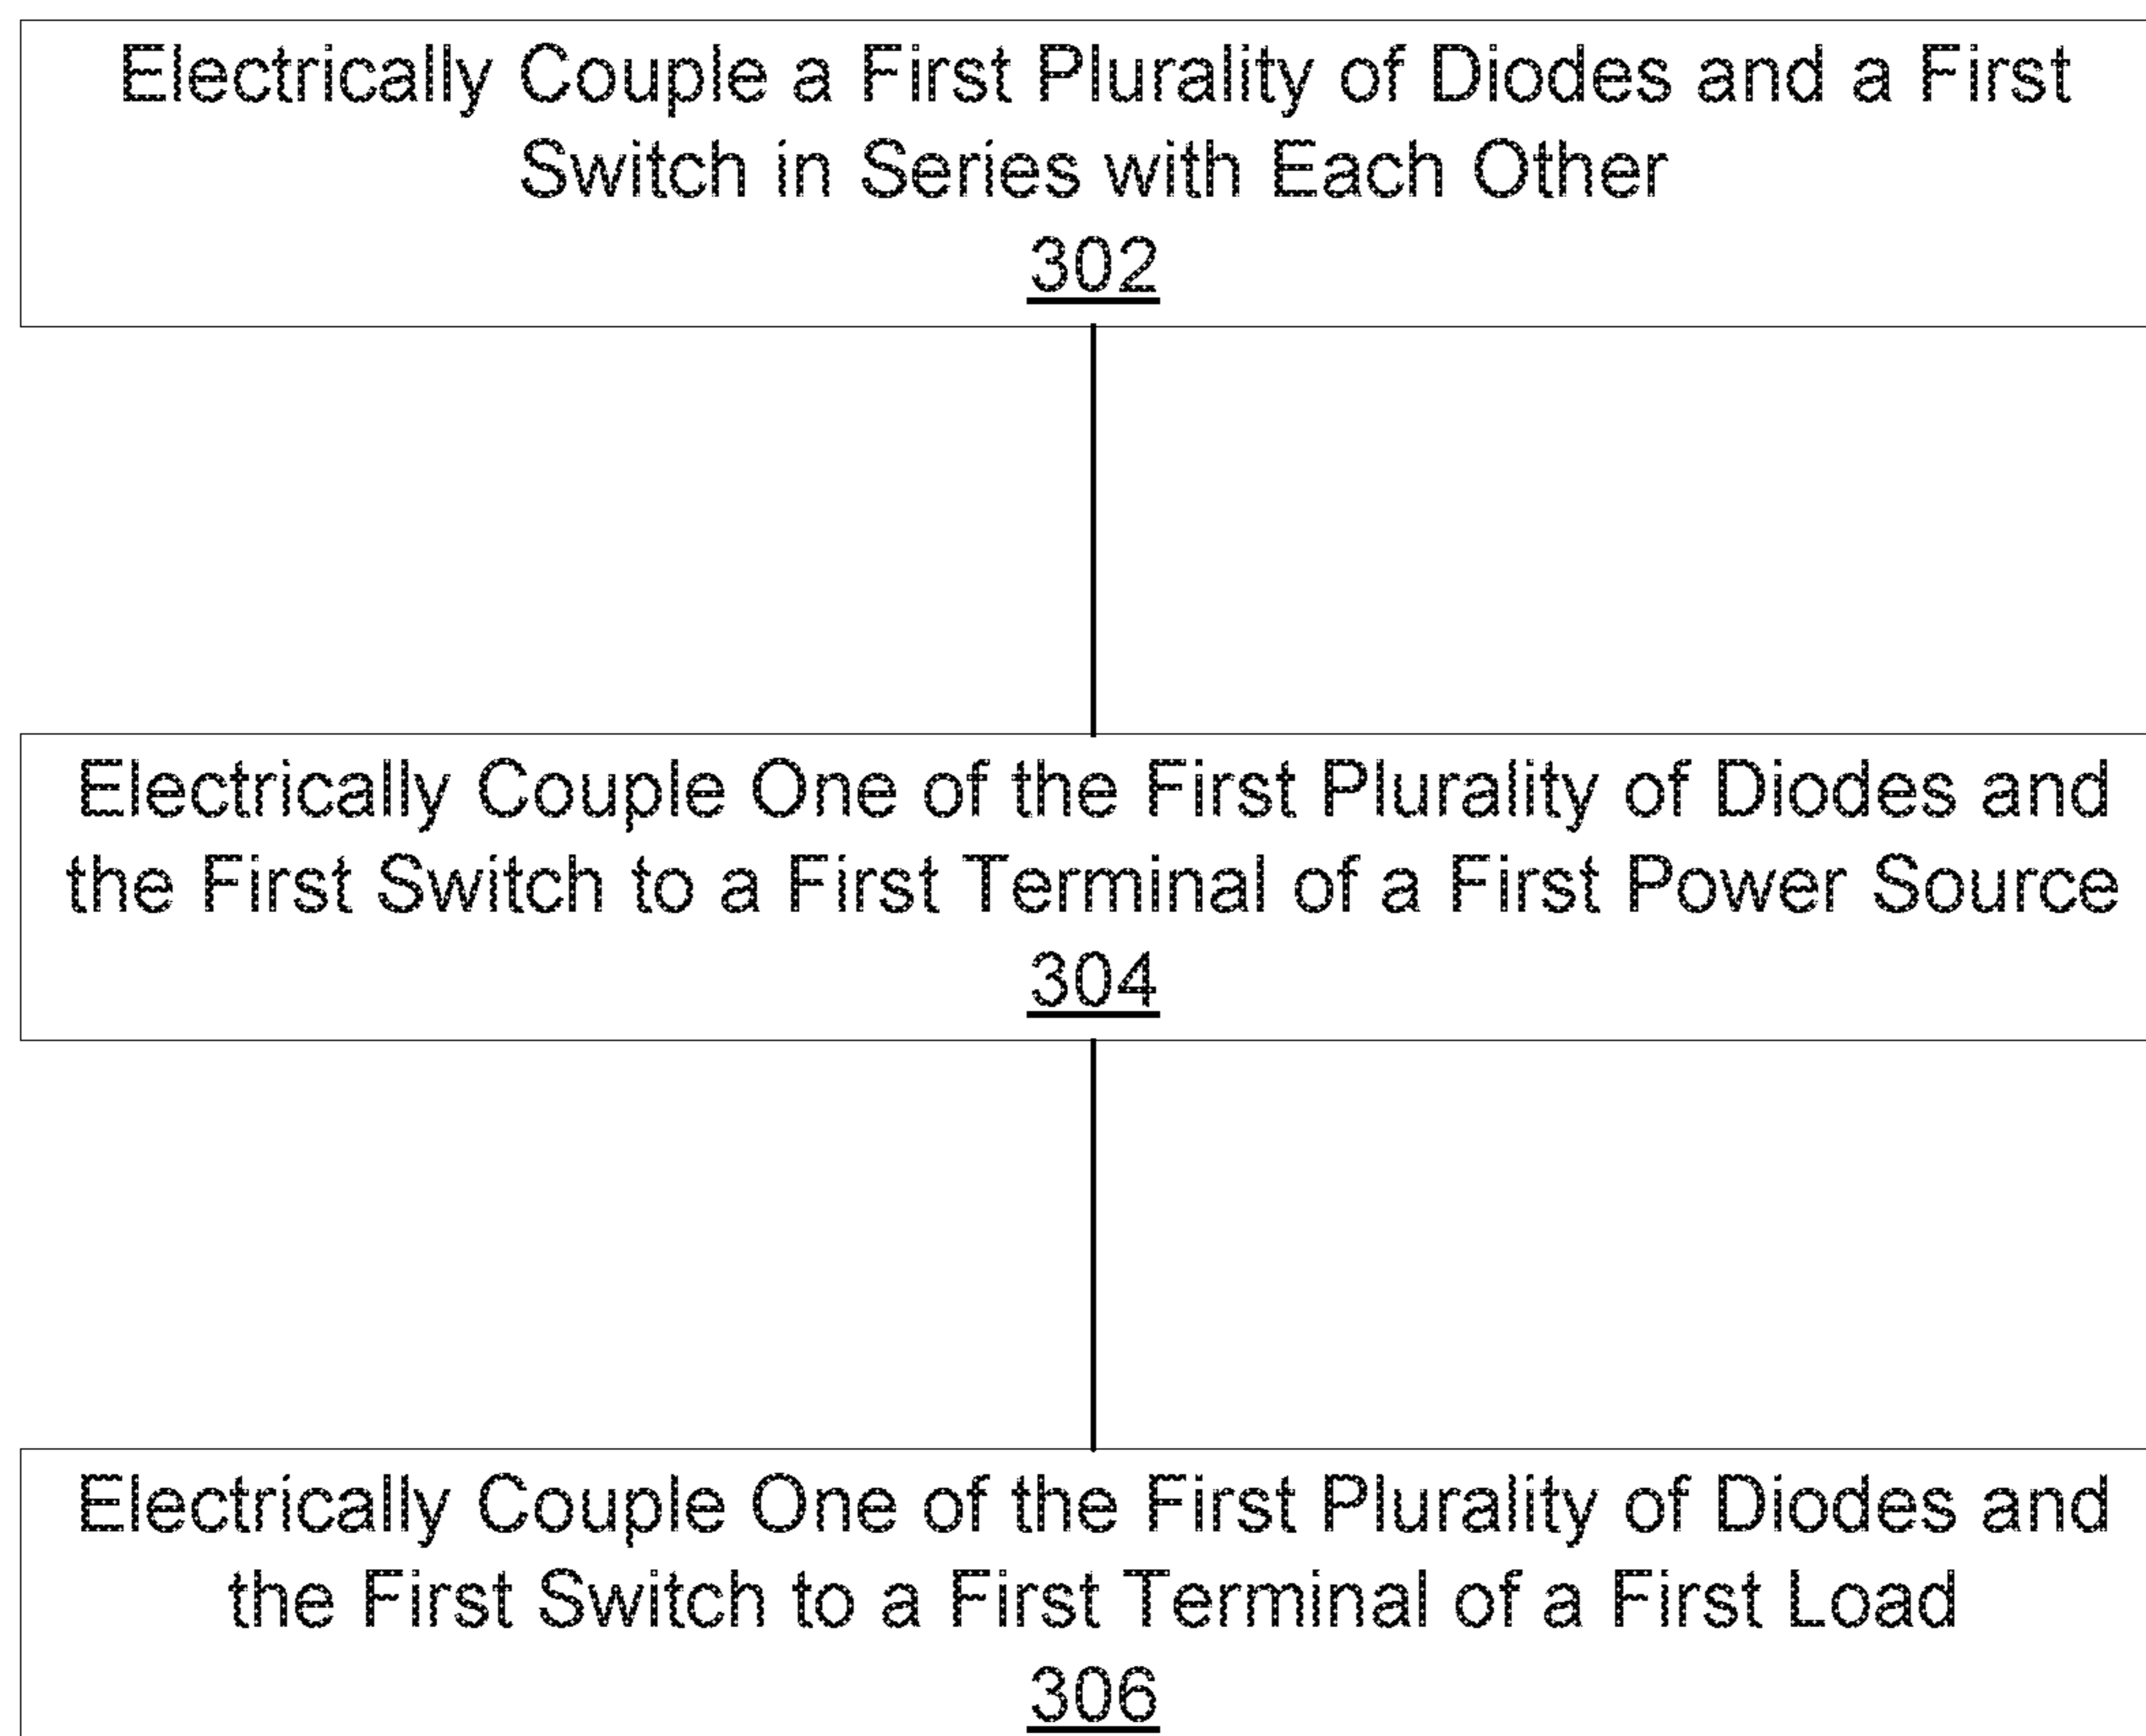 Electrically Couple a First Plurality of Diodes and a First
Switch in Series with Each Other
302
Electrically Couple One of the First Plurality of Diodes and
the First Switch to a First Terminal of a First Power Source
304
Electrically Couple One of the First Plurality of Diodes and
the First Switch to a First Terminal of a First Load
306